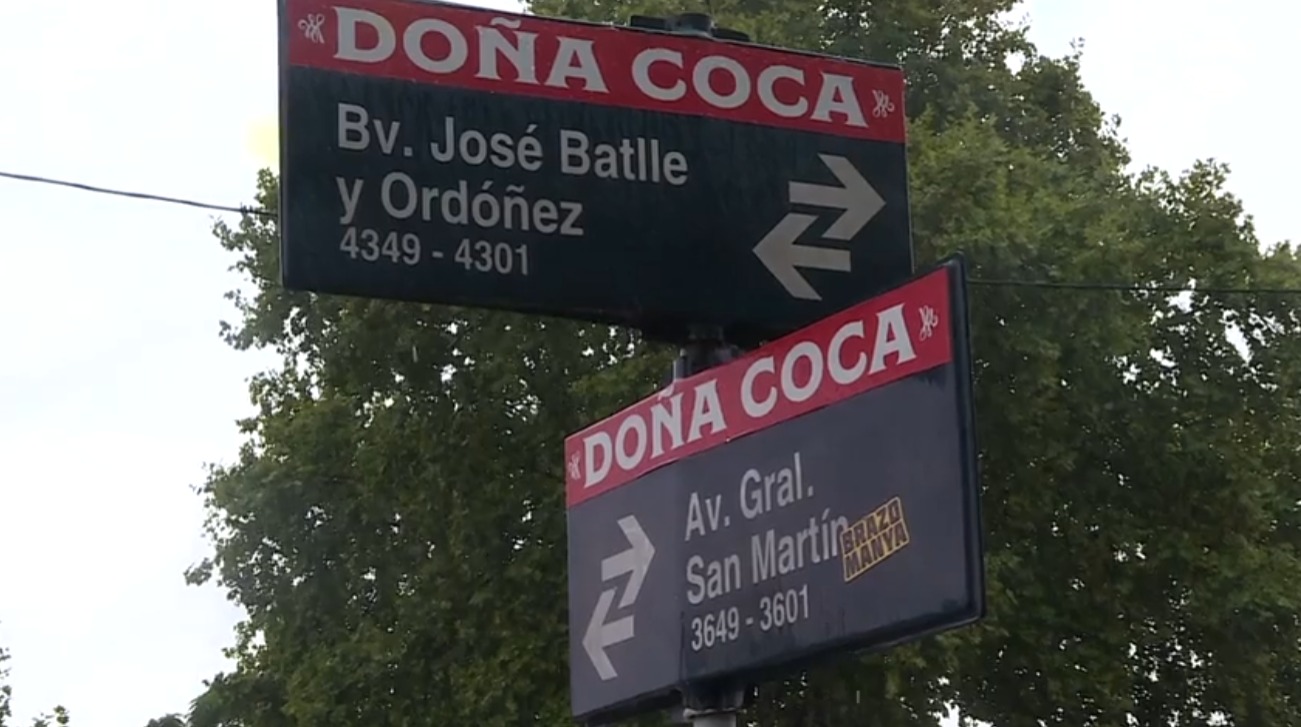 DOÑA COCA
Bv. José Batlle
y Ordóñez
4349 - 4301
DOÑA COCA
Av. Gral.
San Martín
3649 - 3601
BRAZO
MANYA